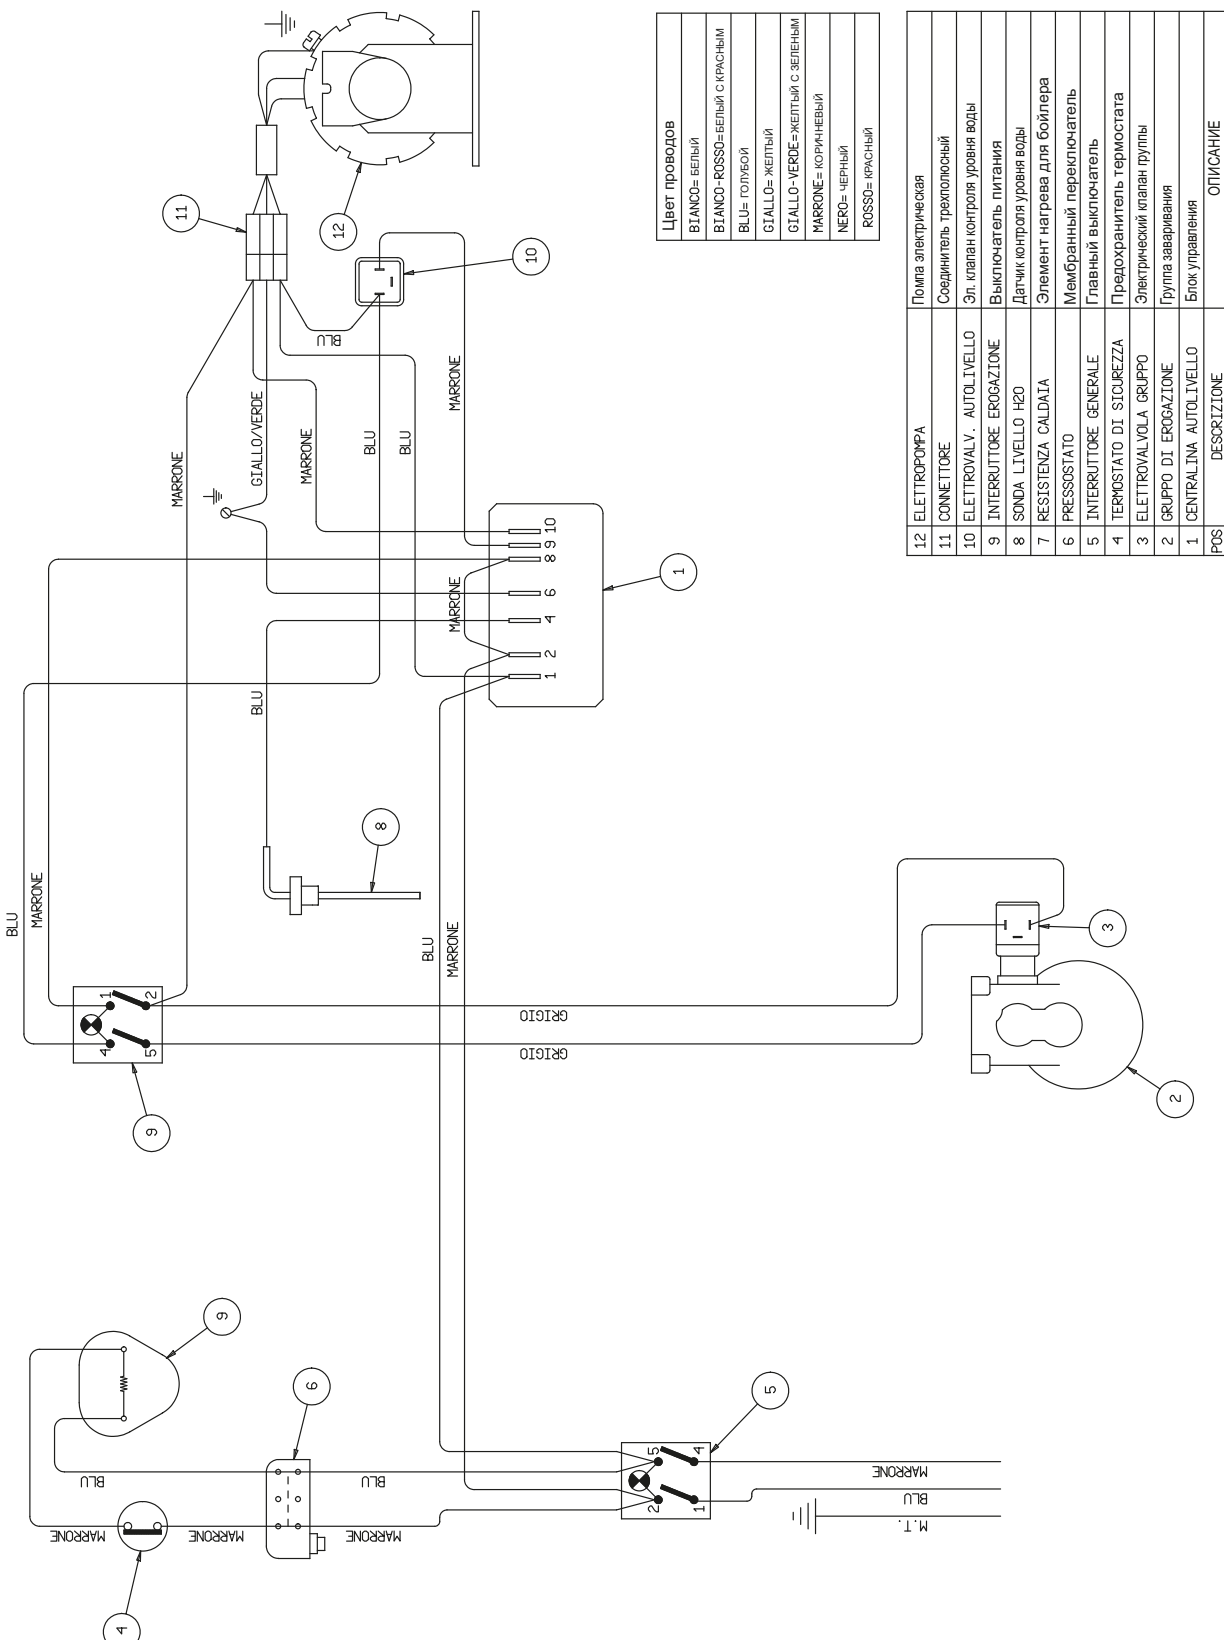 Цвет проводов
BIANCO= БЕЛЫЙ
BIANCO-ROSSO=БЕЛЫЙ С КРАСНЫМ
BLU= ГОЛУБОЙ
GIALLO= ЖЕЛТЫЙ
GIALLO-VERDE=ЖЕЛТЫЙ С ЗЕЛЕНЫМ
MARRONE= КОРИЧНЕВЫЙ
NERO= ЧЕРНЫЙ
ROSSO= КРАСНЫЙ
12 ELETTROPOMPA Помпа электрическая
11 CONNETTORE Соединитель трехполюсный
10 ELETTROVALV. AUTOLIVELLO Эл. клапан контроля уровня воды
9 INTERRUTTORE EROGAZIONE Выключатель питания
8 SONDA LIVELLO H2O Датчик контроля уровня воды
7 RESISTENZA CALDAIA Элемент нагрева для бойлера
6 PRESSOSTATO Мембранный переключатель
5 INTERRUTTORE GENERALE Главный выключатель
4 TERMOSTATO DI SICUREZZA Предохранитель термостата
3 ELETTROVALVOLA GRUPPO Электрический клапан группы
2 GRUPPO DI EROGAZIONE Группа заваривания
1 CENTRALINA AUTOLIVELLO Блок управления
POS DESCRIZIONE ОПИСАНИЕ
11
12
10
BLU
MARRONE
GIALLO/VERDE
MARRONE
BLU
BLU
MARRONE
MARRONE
1
2
4
6
8
9
10
1
BLU
8
BLU
MARRONE
BLU
MARRONE
1
2
4
5
9
GRIGIO
GRIGIO
3
2
9
6
5
4
BLU
BLU
MARRONE
MARRONE
MARRONE
5
4
2
1
MARRONE
BLU
M.T.